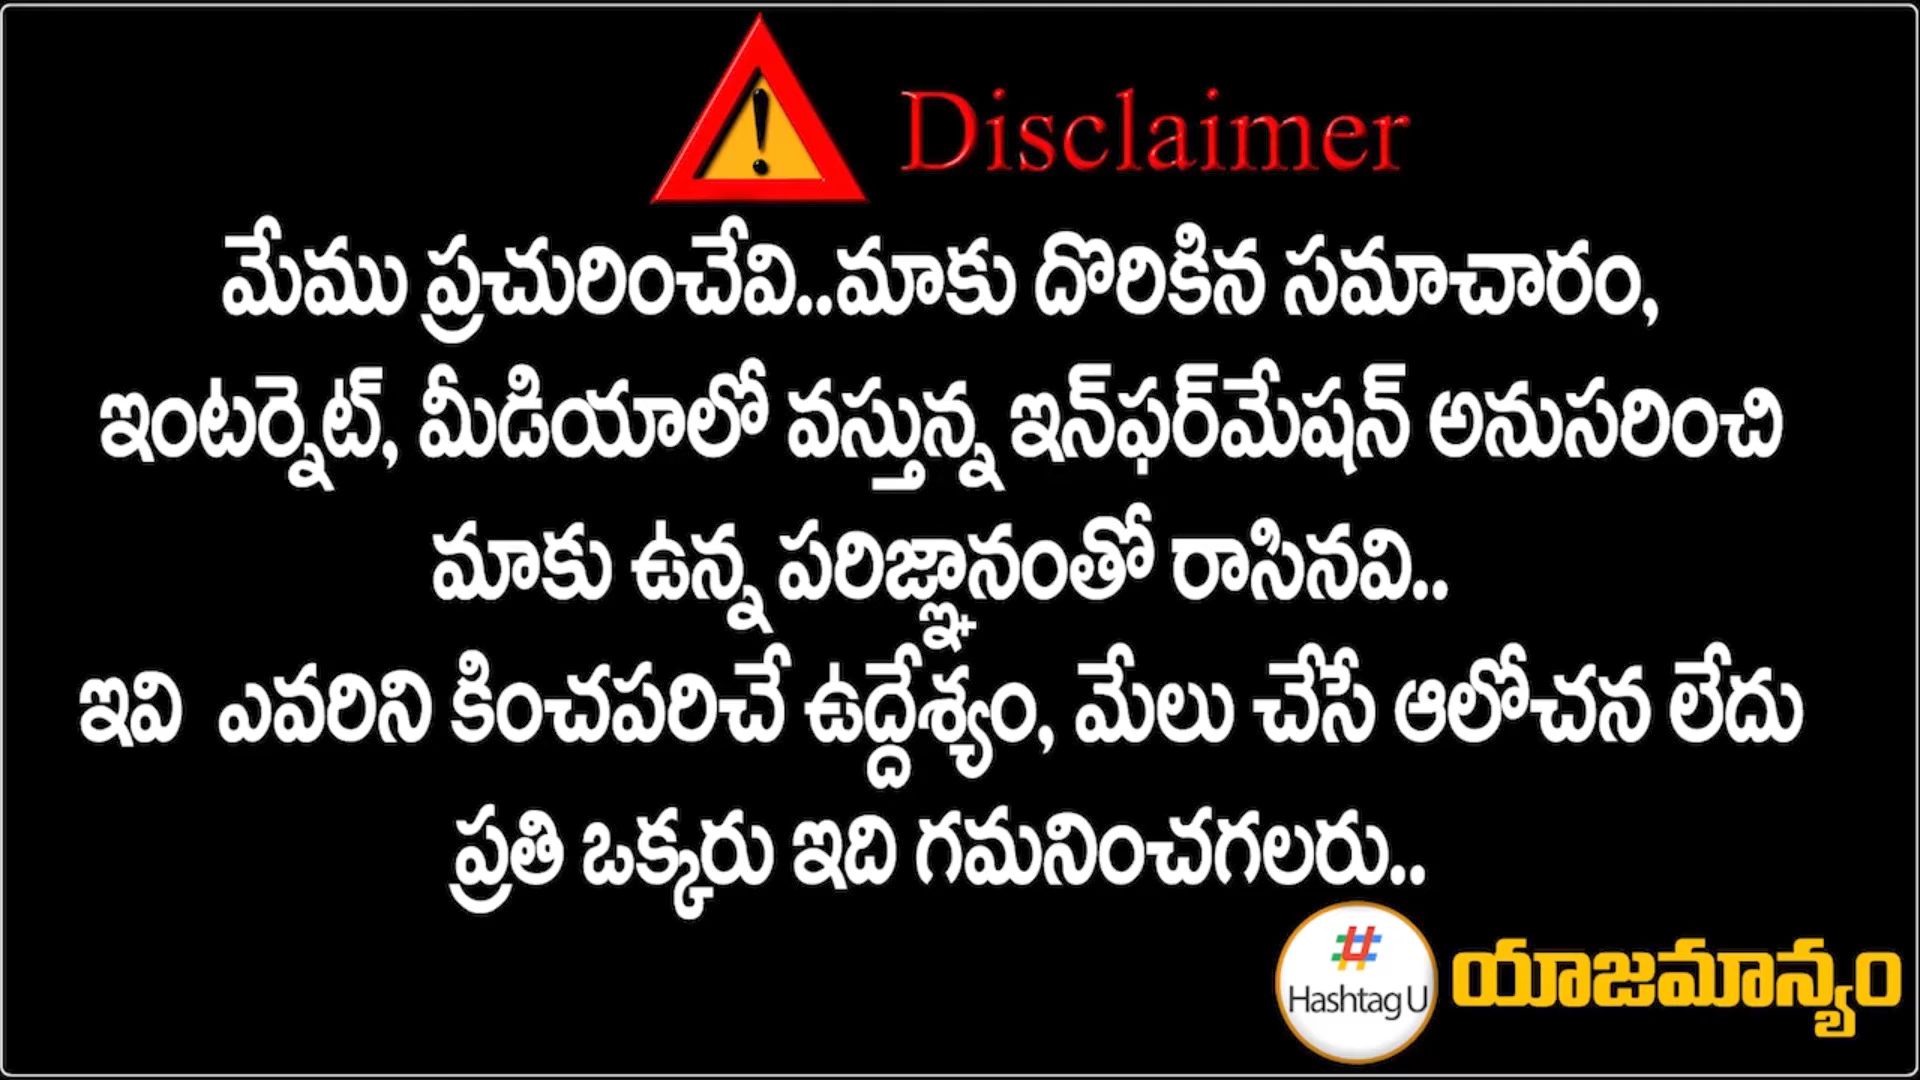 Disclaimer
మేము ప్రచురించేవి..మాకు దొరికిన సమాచారం,
ఇంటర్నెట్, మీడియాలో వస్తున్న ఇన్‌ఫర్‌మేషన్ అనుసరించి
మాకు ఉన్న పరిజ్ఞానంతో రాసినవి..
ఇవి ఎవరిని కించపరిచే ఉద్దేశ్యం, మేలు చేసే ఆలోచన లేదు
ప్రతి ఒక్కరు ఇది గమనించగలరు..
Hashtag U యాజమాన్యం